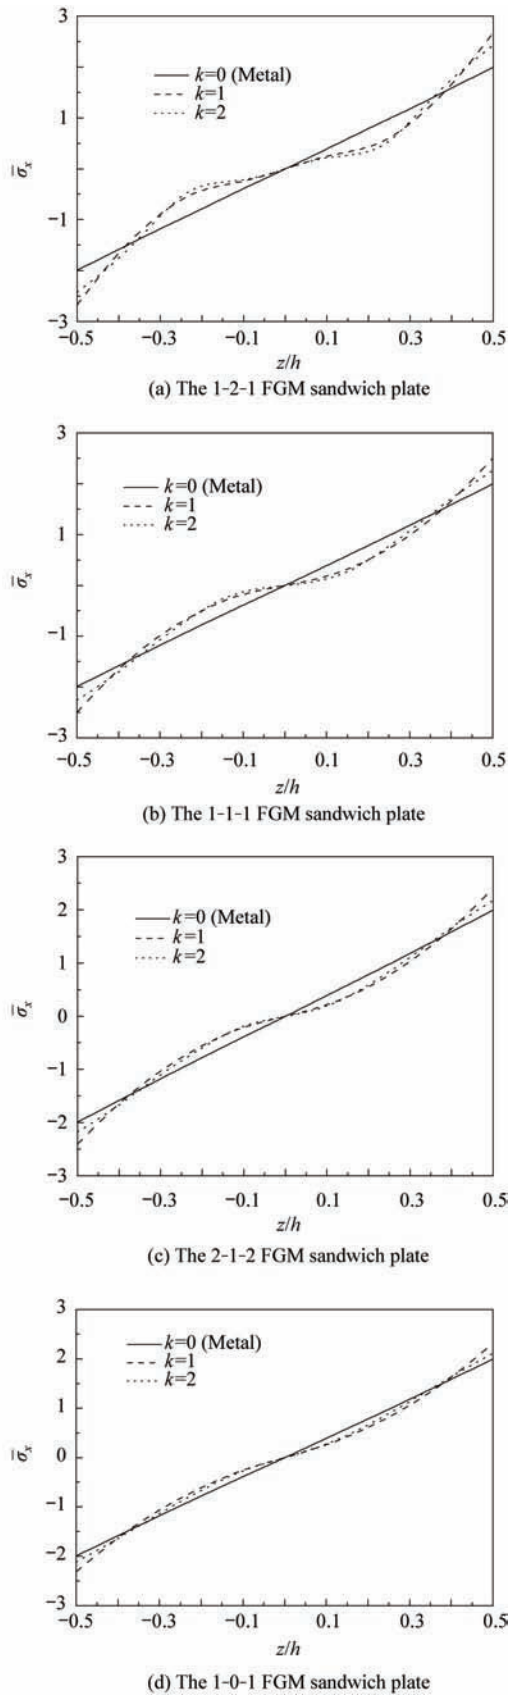 3
k=0 (Metal)
k=1
k=2
1
σ̅x
−1
−3
−0.5 −0.3 −0.1 0.1 0.3 0.5
z/h
(a) The 1-2-1 FGM sandwich plate
3
k=0 (Metal)
k=1
k=2
1
σ̅x
−1
−3
−0.5 −0.3 −0.1 0.1 0.3 0.5
z/h
(b) The 1-1-1 FGM sandwich plate
3
k=0 (Metal)
2
k=1
k=2
1
σ̅x
0
−1
−2
−3
−0.5 −0.3 −0.1 0.1 0.3 0.5
z/h
(c) The 2-1-2 FGM sandwich plate
3
k=0 (Metal)
2
k=1
k=2
1
σ̅x
0
−1
−2
−3
−0.5 −0.3 −0.1 0.1 0.3 0.5
z/h
(d) The 1-0-1 FGM sandwich plate